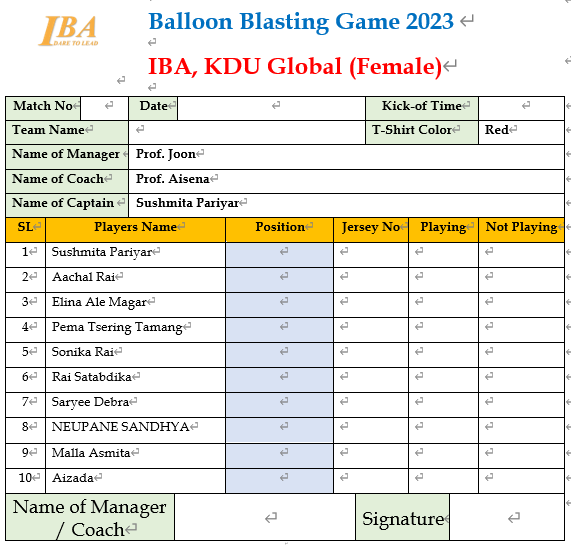 IBA
DARE TO LEAD
Balloon Blasting Game 2023
IBA, KDU Global (Female)
Match No Date Kick-of Time
Team Name T-Shirt Color Red
Name of Manager Prof. Joon
Name of Coach Prof. Aisena
Name of Captain Sushmita Pariyar
SL Players Name Position Jersey No Playing Not Playing
1 Sushmita Pariyar
2 Aachal Rai
3 Elina Ale Magar
4 Pema Tsering Tamang
5 Sonika Rai
6 Rai Satabdika
7 Saryee Debra
8 NEUPANE SANDHYA
9 Malla Asmita
10 Aizada
Name of Manager
/ Coach Signature